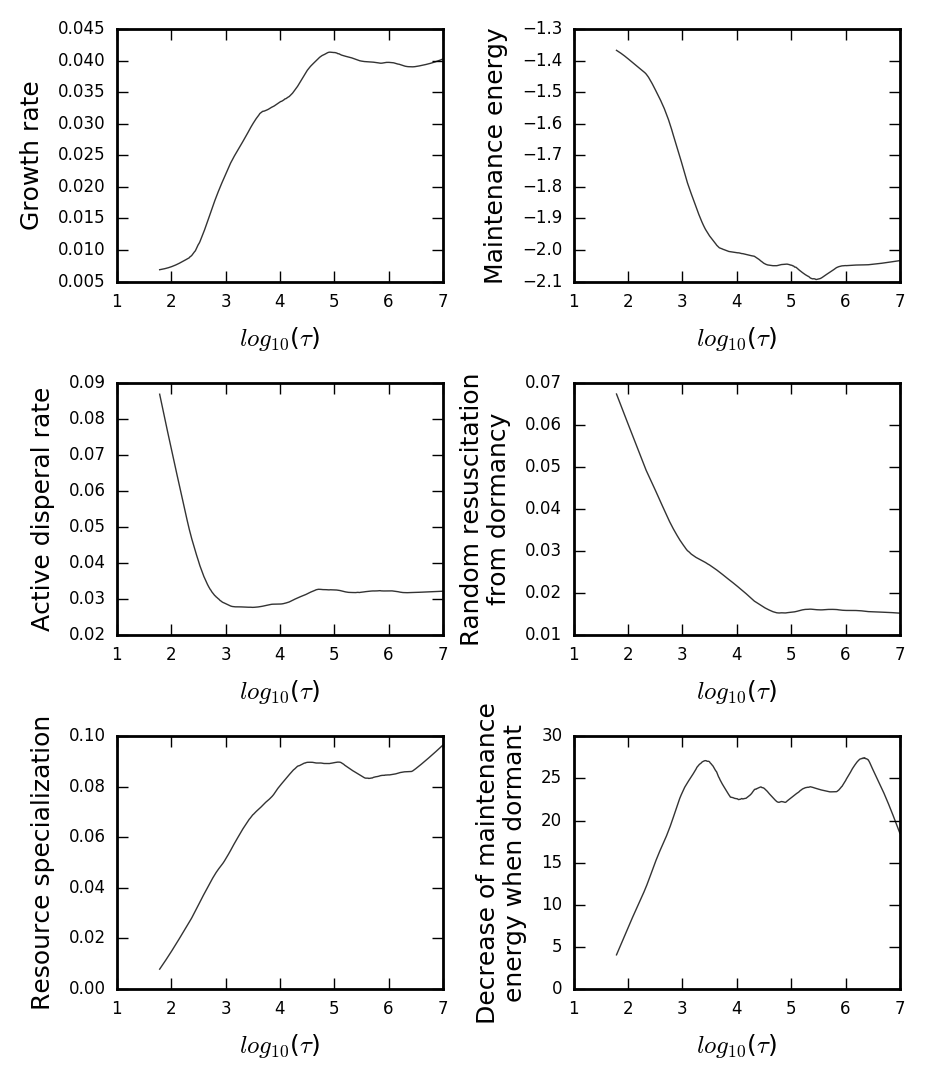 Growth rate
0.045
0.040
0.035
0.030
0.025
0.020
0.015
0.010
0.005
1 2 3 4 5 6 7
log10(τ)
Maintenance energy
−1.3
−1.4
−1.5
−1.6
−1.7
−1.8
−1.9
−2.0
−2.1
1 2 3 4 5 6 7
log10(τ)
Active disperal rate
0.09
0.08
0.07
0.06
0.05
0.04
0.03
0.02
1 2 3 4 5 6 7
log10(τ)
Random resuscitation
from dormancy
0.07
0.06
0.05
0.04
0.03
0.02
0.01
1 2 3 4 5 6 7
log10(τ)
Resource specialization
0.10
0.08
0.06
0.04
0.02
0.00
1 2 3 4 5 6 7
log10(τ)
Decrease of maintenance
energy when dormant
30
25
20
15
10
5
0
1 2 3 4 5 6 7
log10(τ)